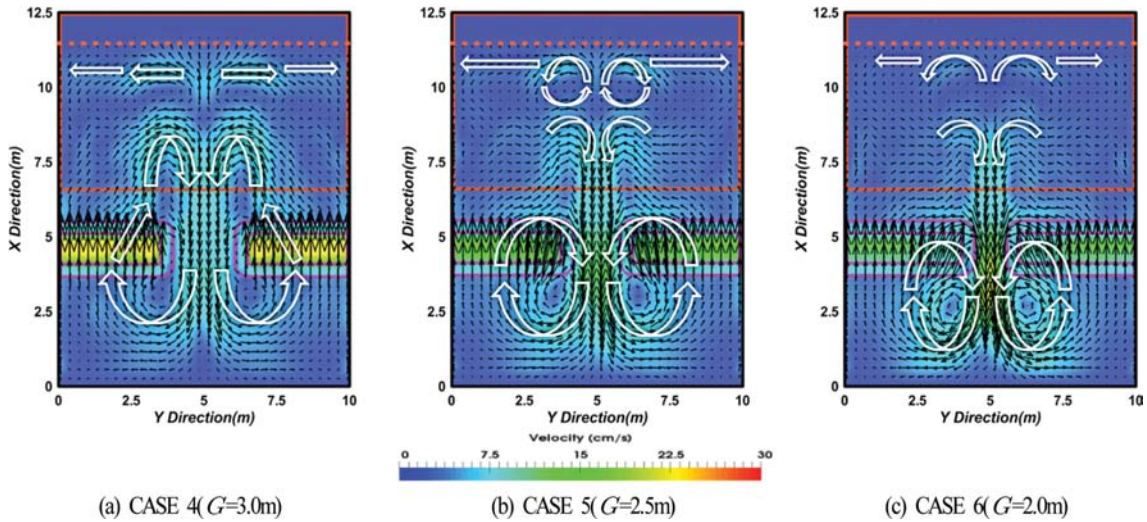 12.5
10
7.5
5
2.5
0
X Direction(m)
0 2.5 5 7.5 10
Y Direction(m)
12.5
10
7.5
5
2.5
0
X Direction(m)
0 2.5 5 7.5 10
Y Direction(m)
12.5
10
7.5
5
2.5
0
X Direction(m)
0 2.5 5 7.5 10
Y Direction(m)
Velocity (cm/s)
0 7.5 15 22.5 30
(a) CASE 4(G=3.0m)
(b) CASE 5(G=2.5m)
(c) CASE 6(G=2.0m)